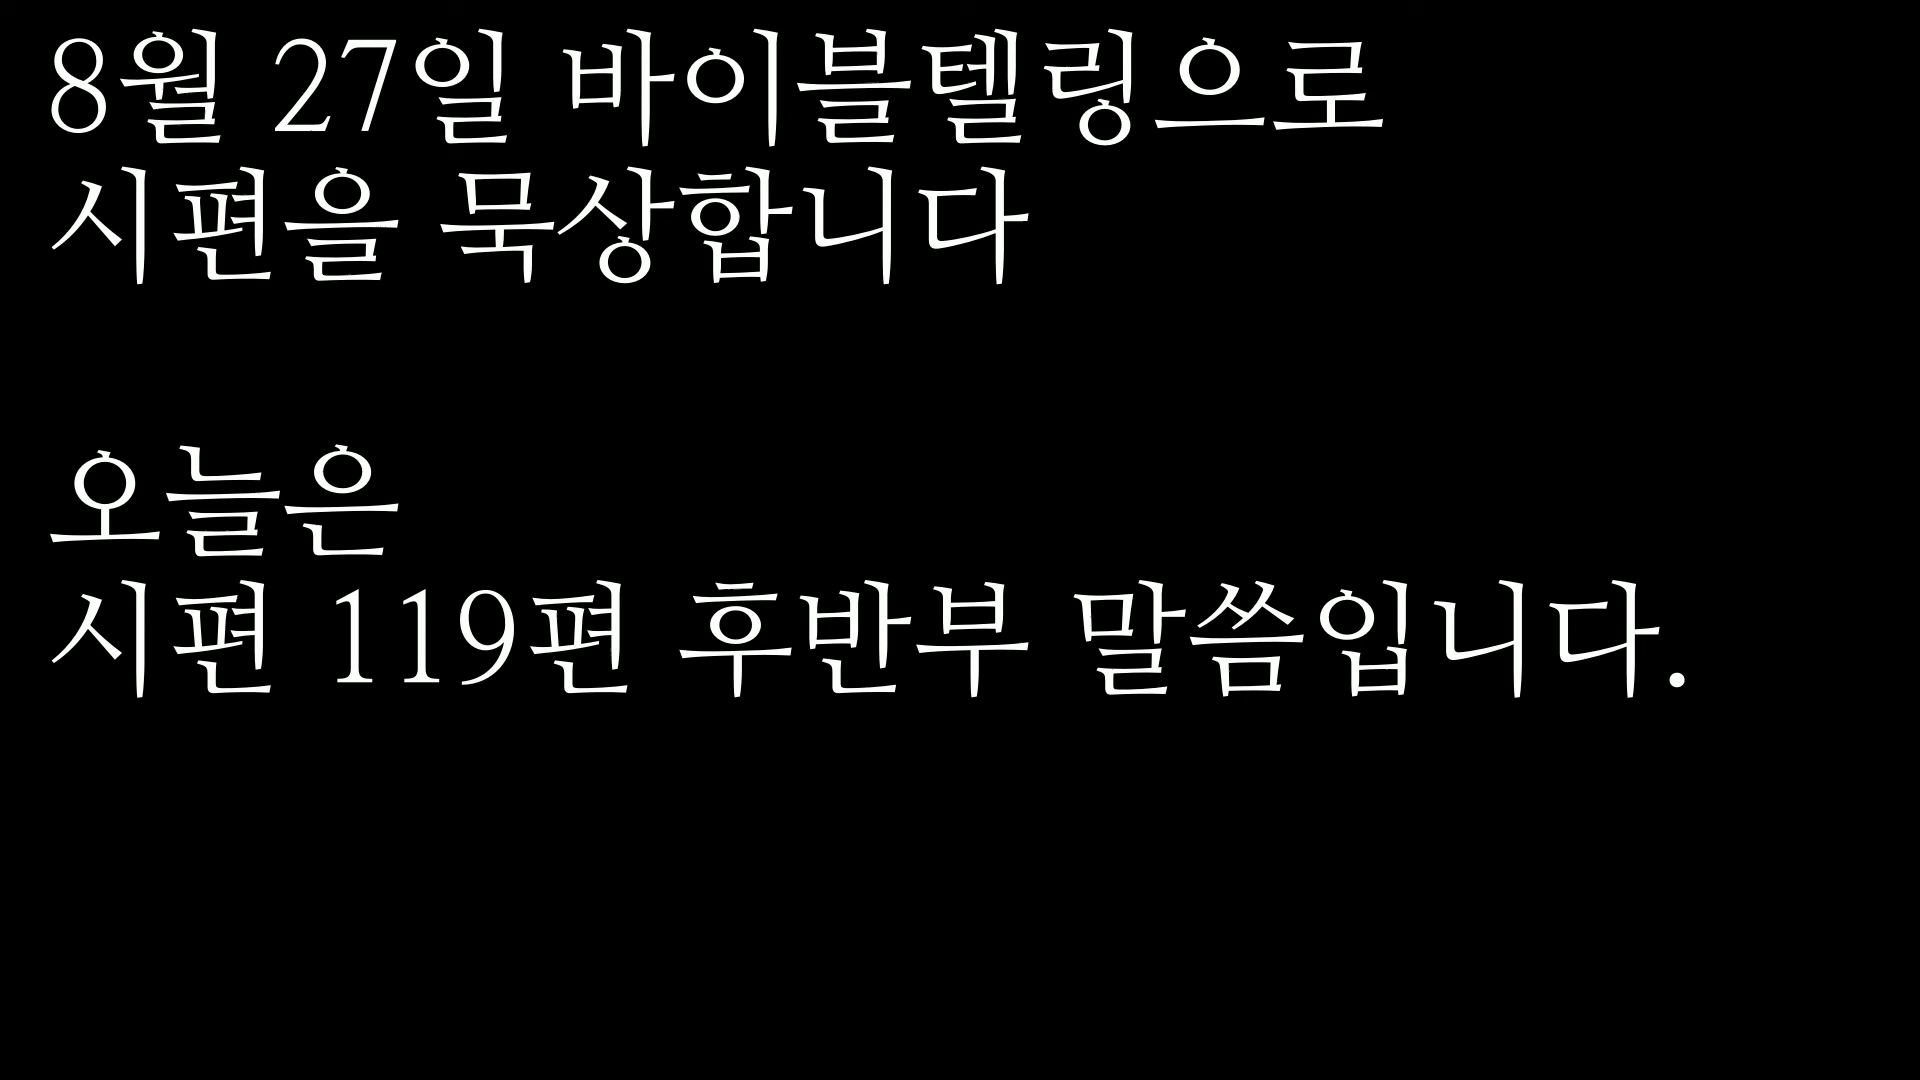 8월 27일 바이블텔링으로
시편을 묵상합니다
오늘은
시편 119편 후반부 말씀입니다.